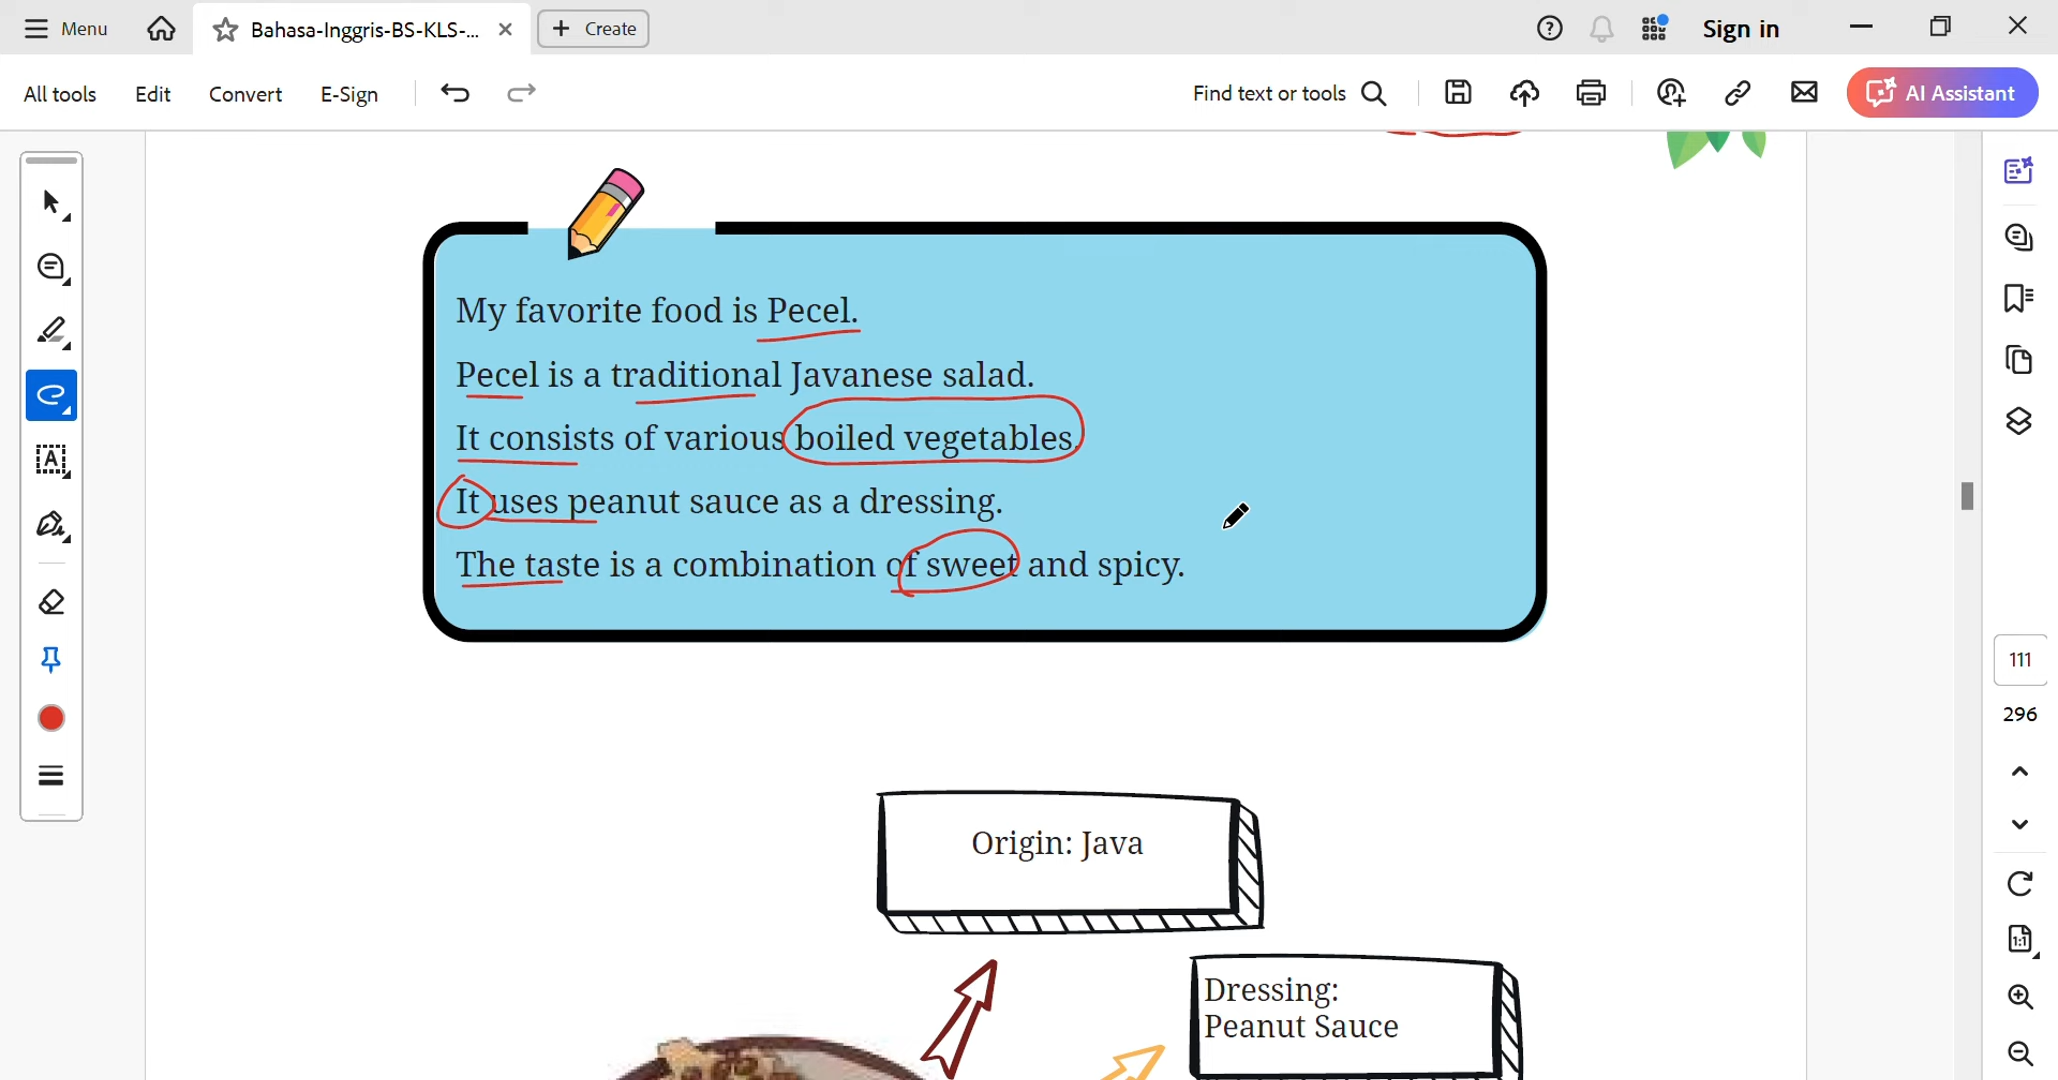 Menu
Bahasa-Inggris-BS-KLS-...
Create
Sign in
All tools
Edit
Convert
E-Sign
Find text or tools
AI Assistant
My favorite food is Pecel.
Pecel is a traditional Javanese salad.
It consists of various boiled vegetables.
It uses peanut sauce as a dressing.
The taste is a combination of sweet and spicy.
Origin: Java
Dressing:
Peanut Sauce
111
296